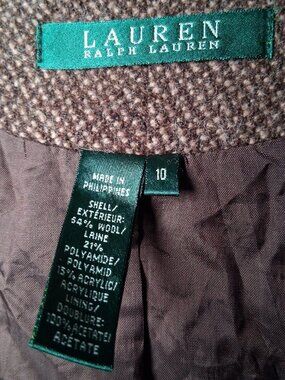 LAUREN
RALPH LAUREN
10
MADE IN
PHILIPPINES
SHELL/
EXTÉRIEUR:
64% WOOL/
LAINE
21%
POLYAMIDE/
POLYAMID
15% ACRYLIC/
ACRYLIQUE
LINING/
DOUBLURE:
100% ACETATE/
ACÉTATE